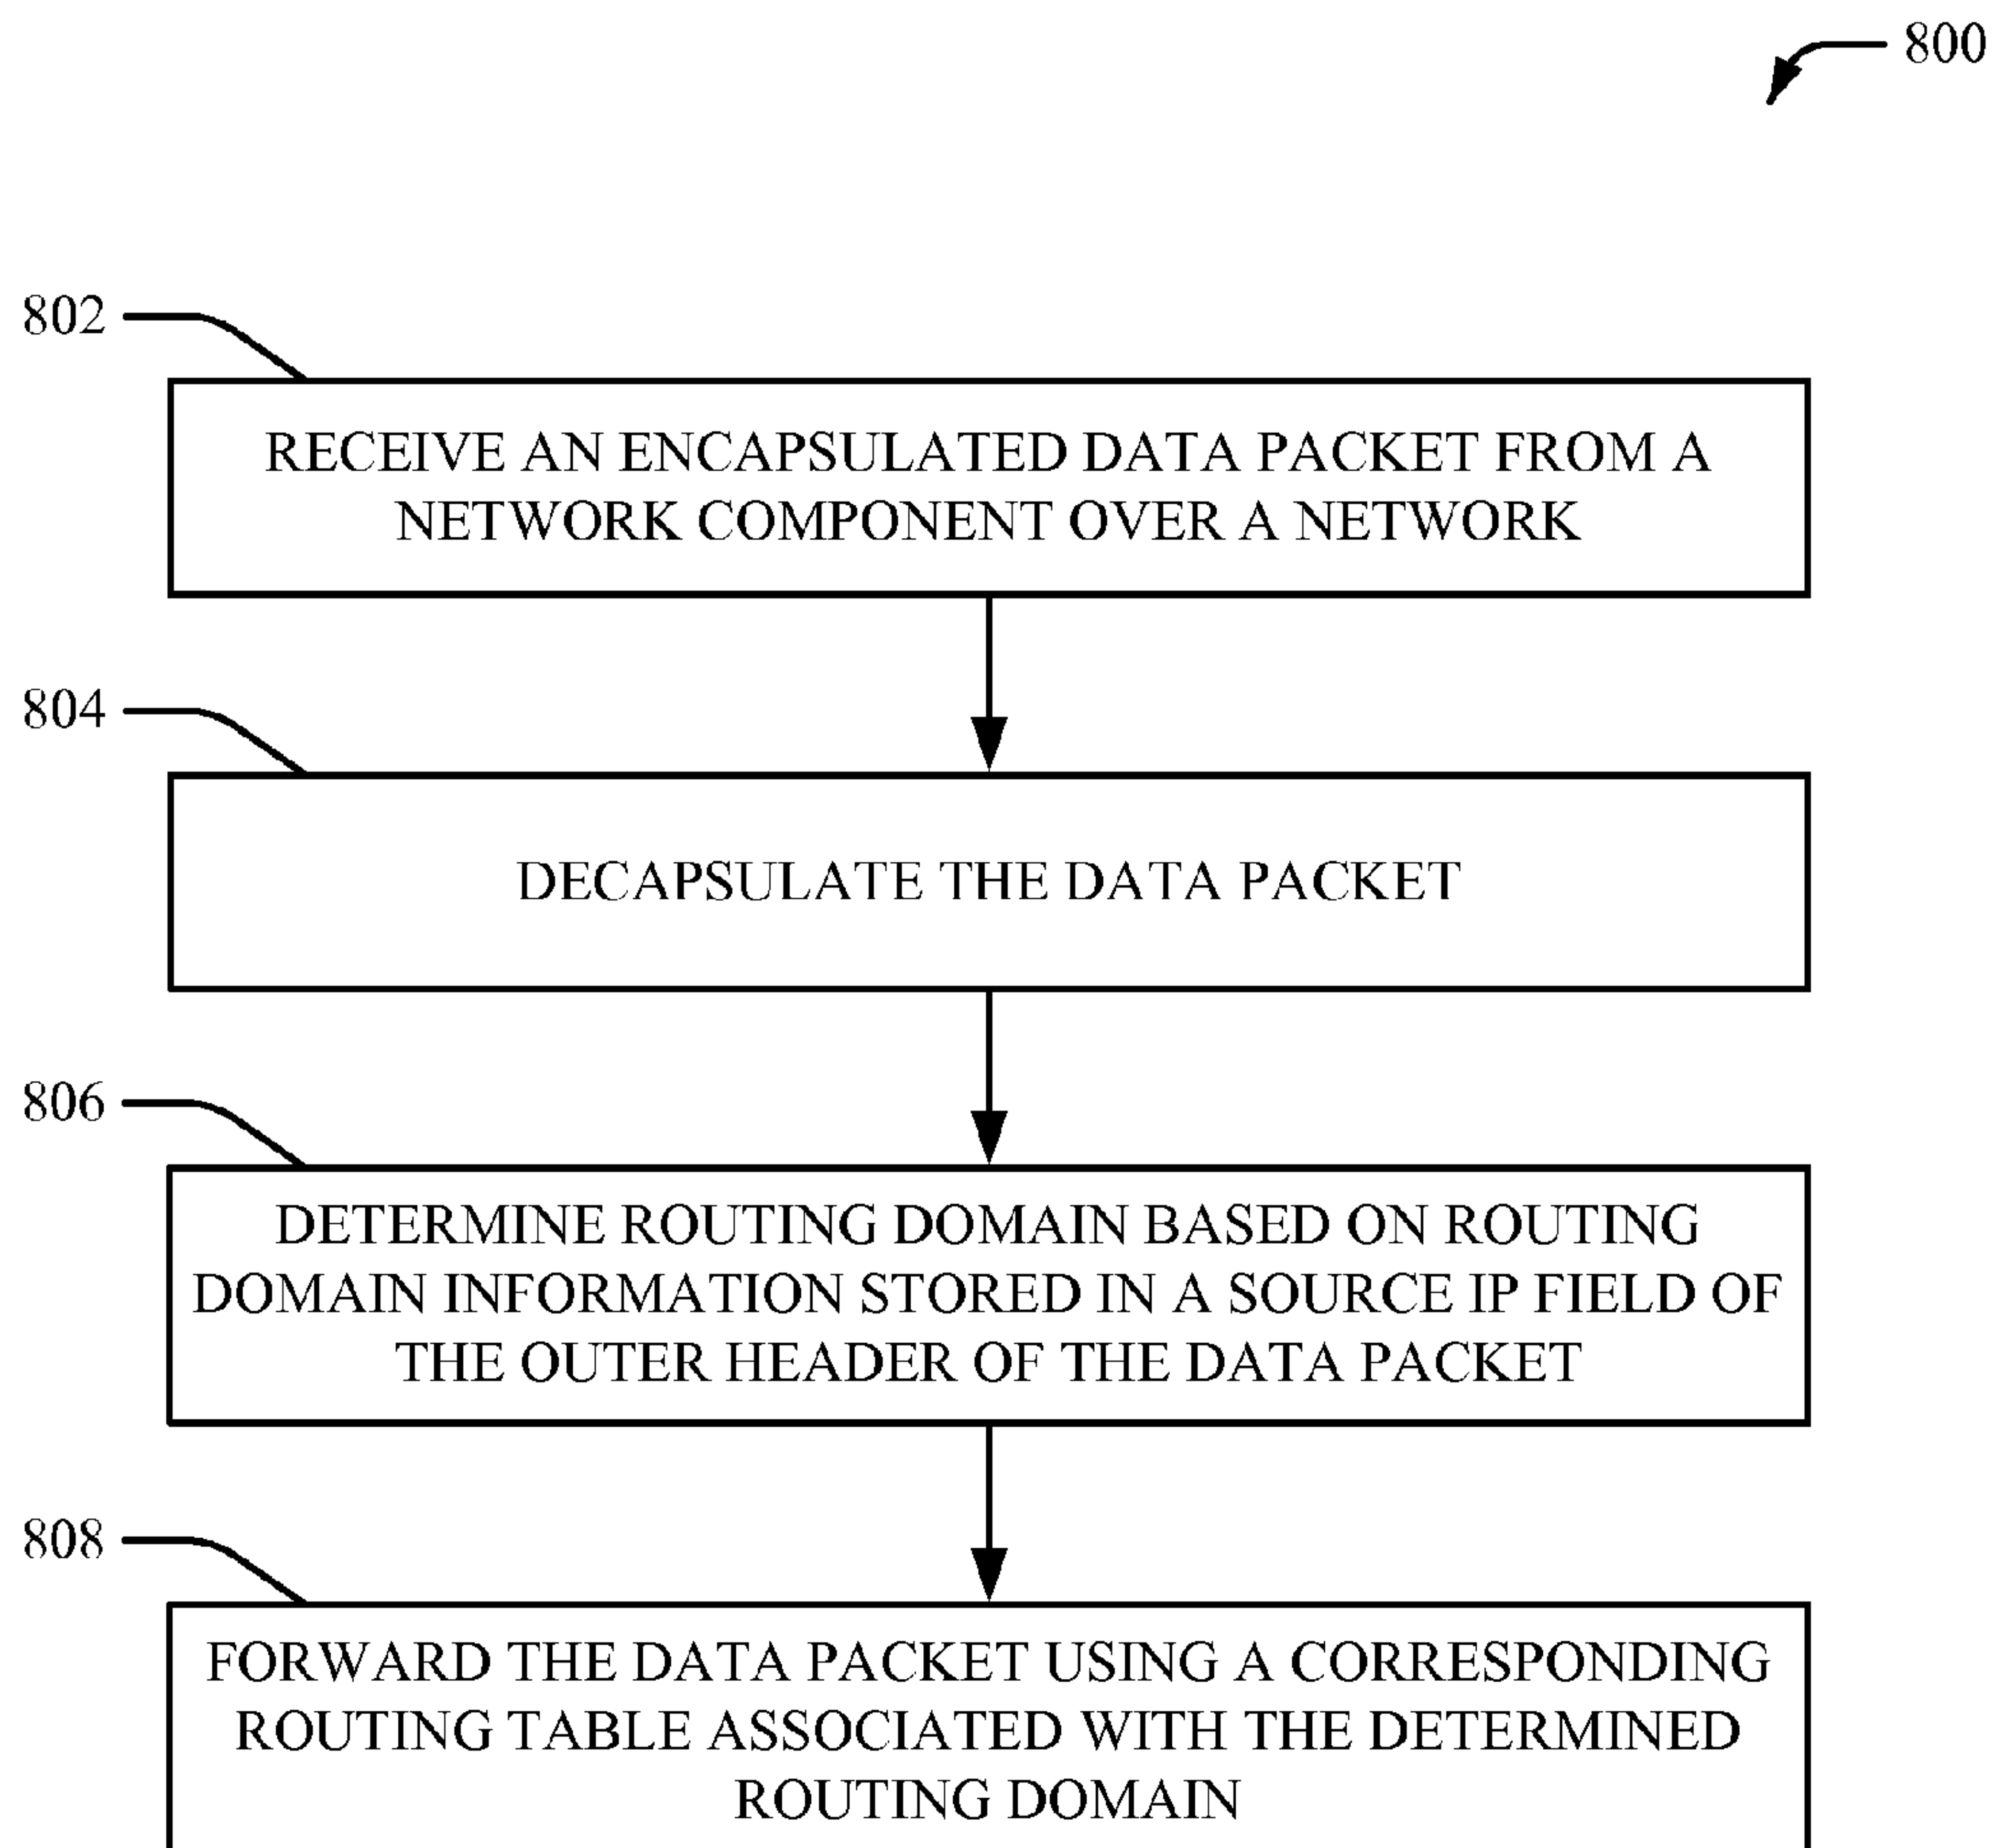 800
802
RECEIVE AN ENCAPSULATED DATA PACKET FROM A
NETWORK COMPONENT OVER A NETWORK
804
DECAPSULATE THE DATA PACKET
806
DETERMINE ROUTING DOMAIN BASED ON ROUTING
DOMAIN INFORMATION STORED IN A SOURCE IP FIELD OF
THE OUTER HEADER OF THE DATA PACKET
808
FORWARD THE DATA PACKET USING A CORRESPONDING
ROUTING TABLE ASSOCIATED WITH THE DETERMINED
ROUTING DOMAIN